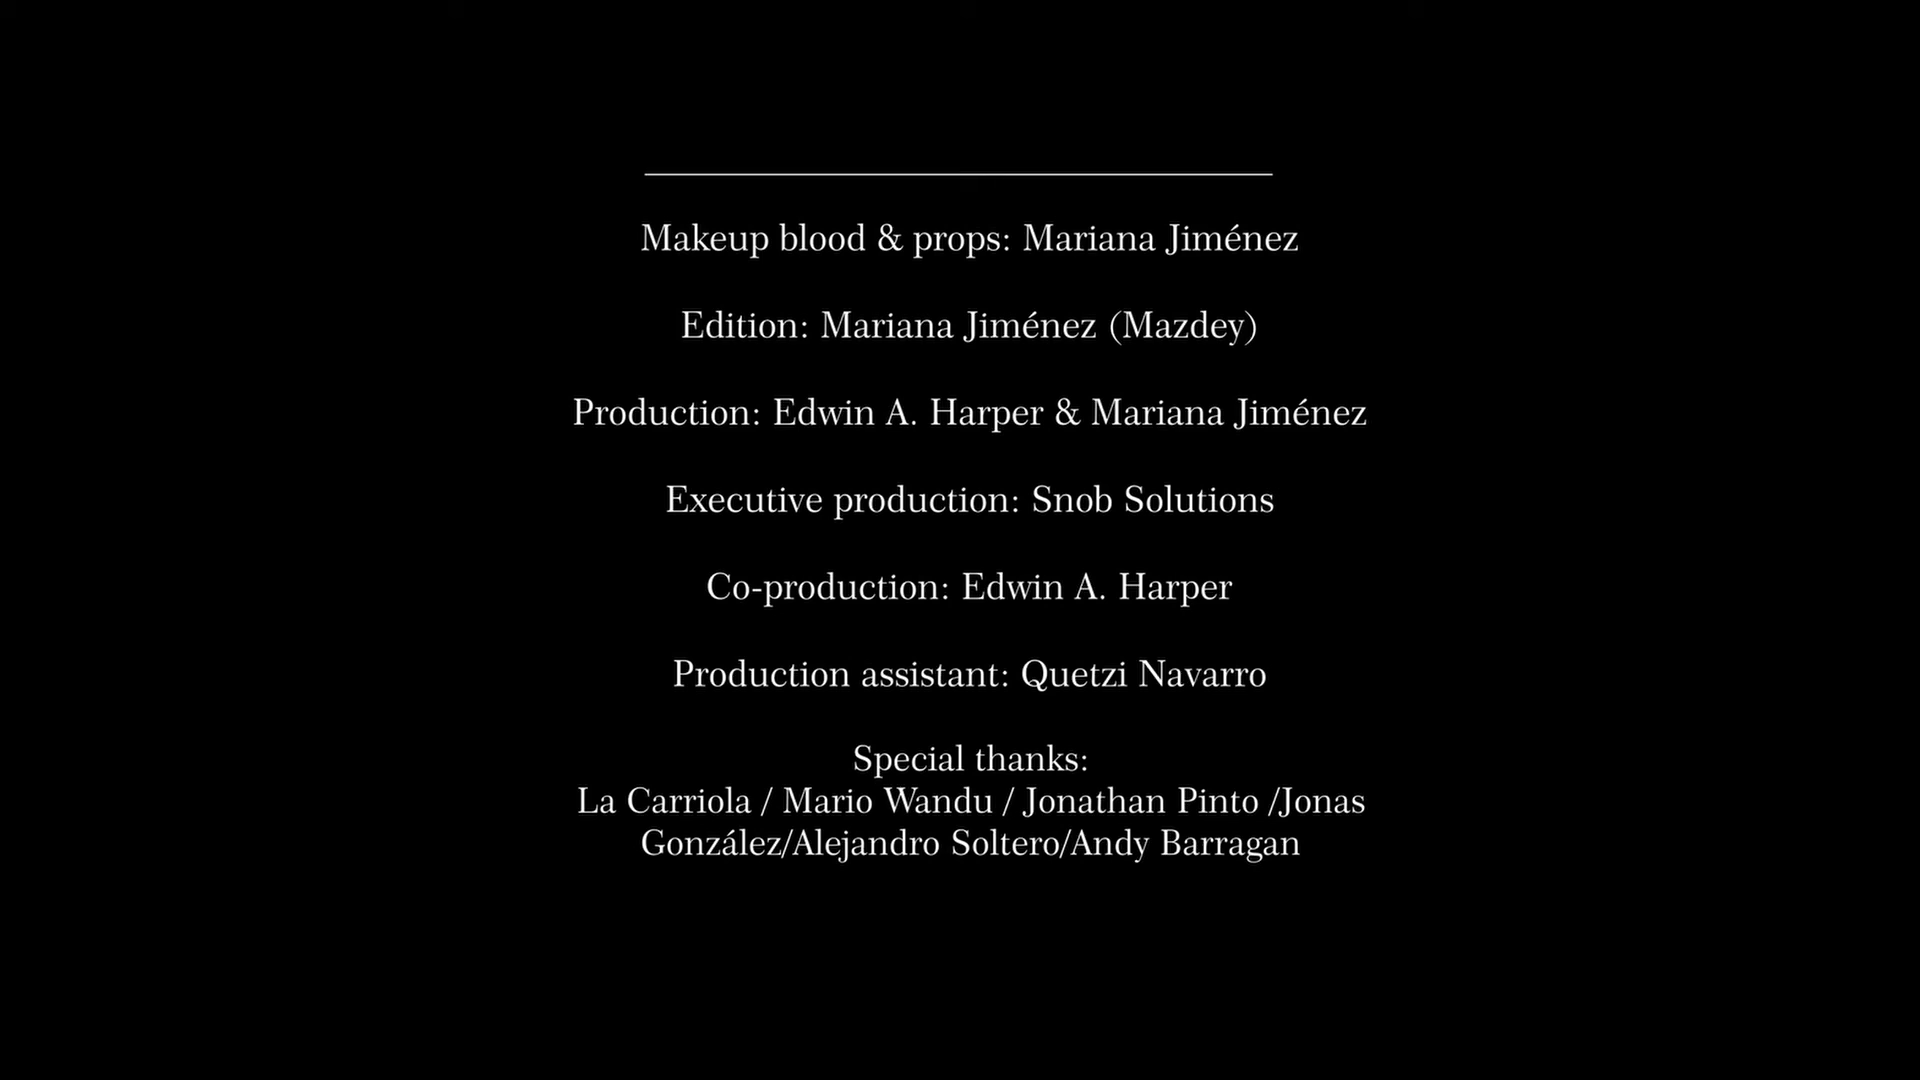 Makeup blood & props: Mariana Jiménez
Edition: Mariana Jiménez (Mazdey)
Production: Edwin A. Harper & Mariana Jiménez
Executive production: Snob Solutions
Co-production: Edwin A. Harper
Production assistant: Quetzi Navarro
Special thanks:
La Carriola / Mario Wandu / Jonathan Pinto /Jonas
González/Alejandro Soltero/Andy Barragan